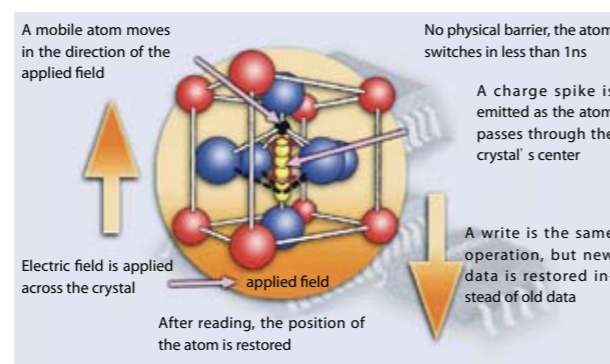 A mobile atom moves
in the direction of the
applied field
No physical barrier, the atom
switches in less than 1ns
A charge spike is
emitted as the atom
passes through the
crystal' s center
Electric field is applied
across the crystal
applied field
A write is the same
operation, but new
data is restored in-
stead of old data
After reading, the position of
the atom is restored